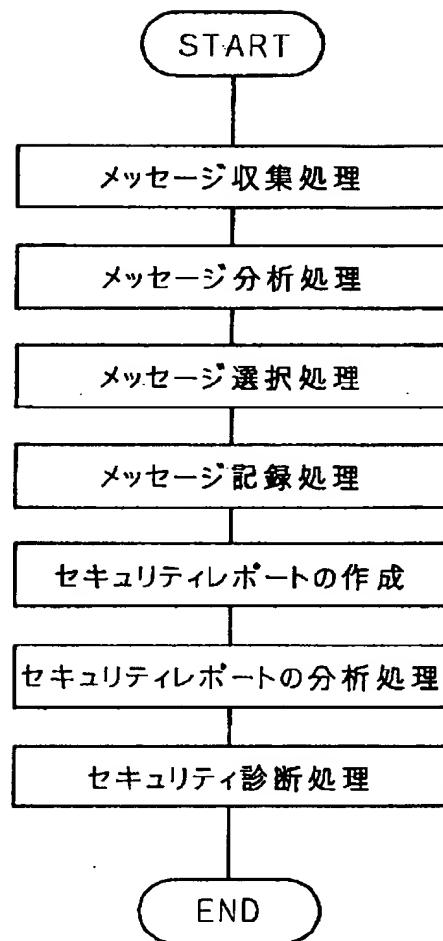 START
メッセージ収集処理
メッセージ分析処理
メッセージ選択処理
メッセージ記録処理
セキュリティレポートの作成
セキュリティレポートの分析処理
セキュリティ診断処理
END